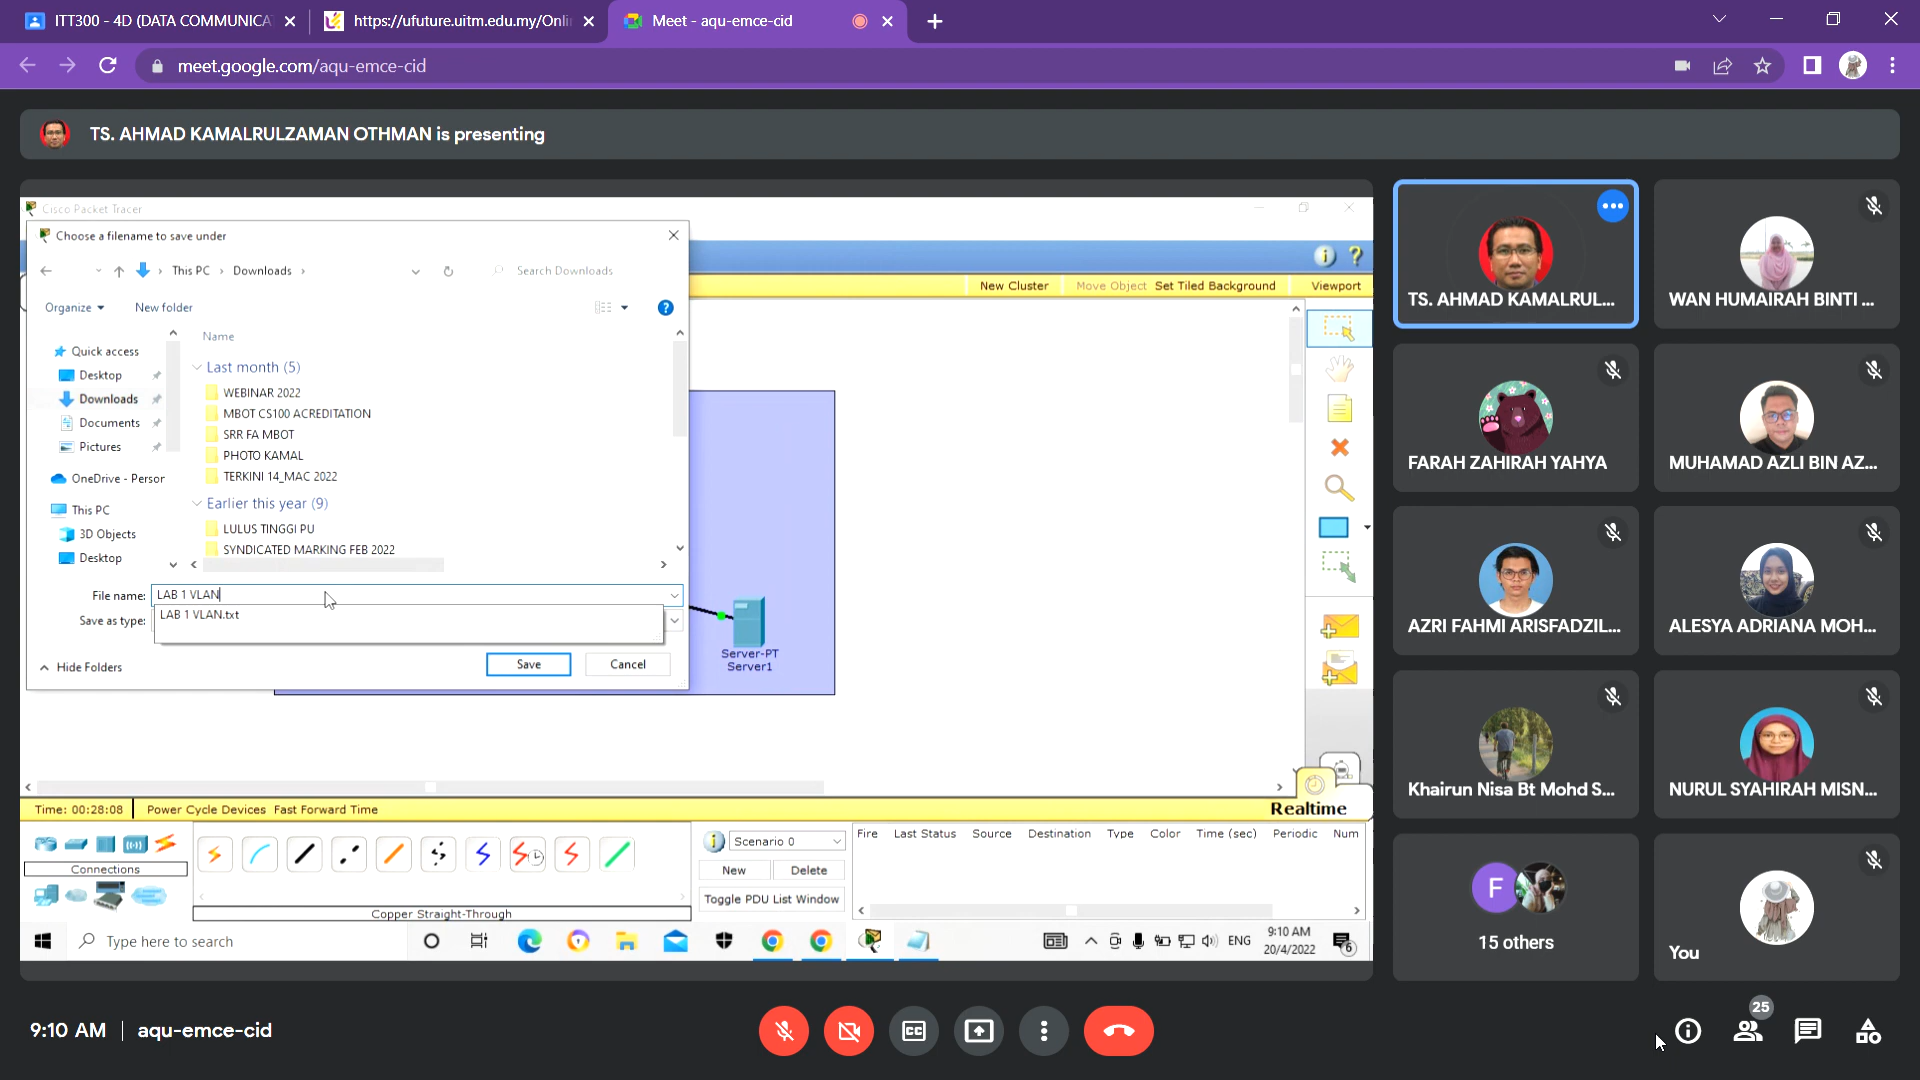 ITT300 - 4D (DATA COMMUNICA
https://ufuture.uitm.edu.my/Onli
Meet - aqu-emce-cid
meet.google.com/aqu-emce-cid
TS. AHMAD KAMALRULZAMAN OTHMAN is presenting
Cisco Packet Tracer
Choose a filename to save under
This PC
Downloads
Search Downloads
Organize
New folder
New Cluster
Move Object
Set Tiled Background
Viewport
Name
Quick access
Desktop
Downloads
Documents
Pictures
OneDrive - Person
This PC
3D Objects
Desktop
Last month (5)
WEBINAR 2022
MBOT CS100 ACREDITATION
SRR FA MBOT
PHOTO KAMAL
TERKINI 14_MAC 2022
Earlier this year (9)
LULUS TINGGI PU
SYNDICATED MARKING FEB 2022
File name: LAB 1 VLAN
LAB 1 VLAN.txt
Save as type:
Hide Folders
Save
Cancel
Server-PT
Server1
Time: 00:28:08
Power Cycle Devices Fast Forward Time
Realtime
Connections
Copper Straight-Through
Scenario 0
New
Delete
Toggle PDU List Window
Fire Last Status Source Destination Type Color Time (sec) Periodic Num
Type here to search
ENG
9:10 AM
20/4/2022
6
TS. AHMAD KAMALRUL...
WAN HUMAIRAH BINTI ...
FARAH ZAHIRAH YAHYA
MUHAMAD AZLI BIN AZ...
AZRI FAHMI ARISFADZIL...
ALESYA ADRIANA MOH...
Khairun Nisa Bt Mohd S...
NURUL SYAHIRAH MISN...
F
15 others
You
9:10 AM | aqu-emce-cid
CC
25